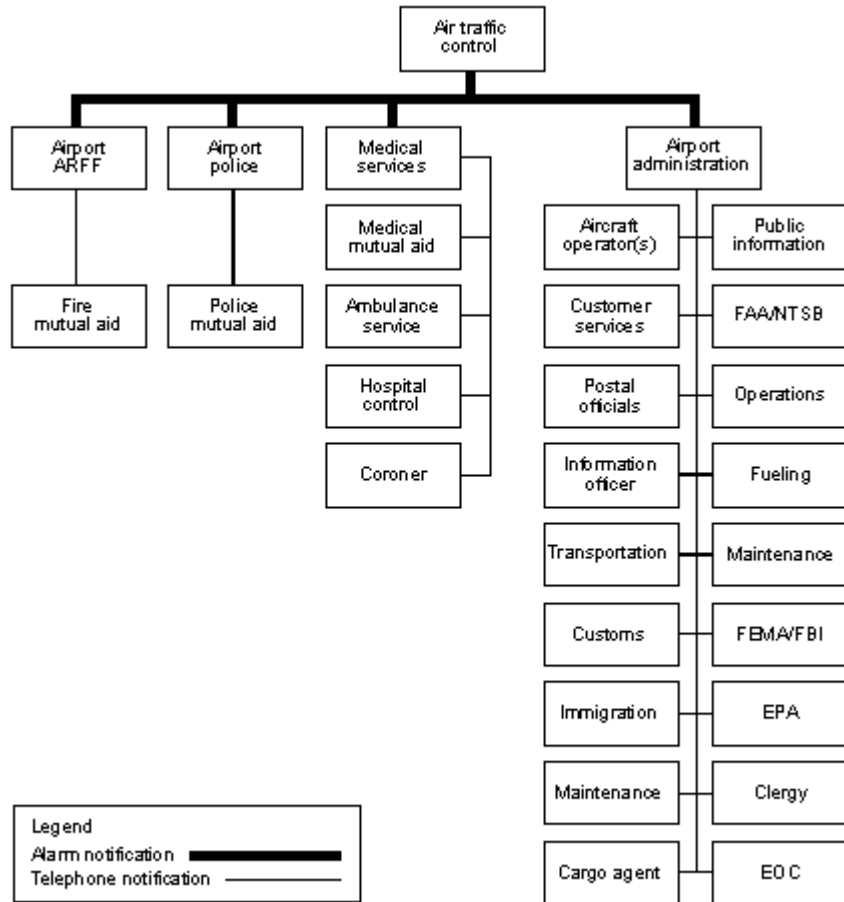 Air traffic
control
Airport
ARFF
Airport
police
Medical
services
Airport
administration
Medical
mutual aid
Aircraft
operator(s)
Public
information
Fire
mutual aid
Police
mutual aid
Ambulance
service
Customer
services
FAA/NTSB
Hospital
control
Postal
officials
Operations
Coroner
Information
officer
Fueling
Transportation
Maintenance
Customs
FEMA/FBI
Immigration
EPA
Maintenance
Clergy
Cargo agent
EOC
Legend
Alarm notification
Telephone notification